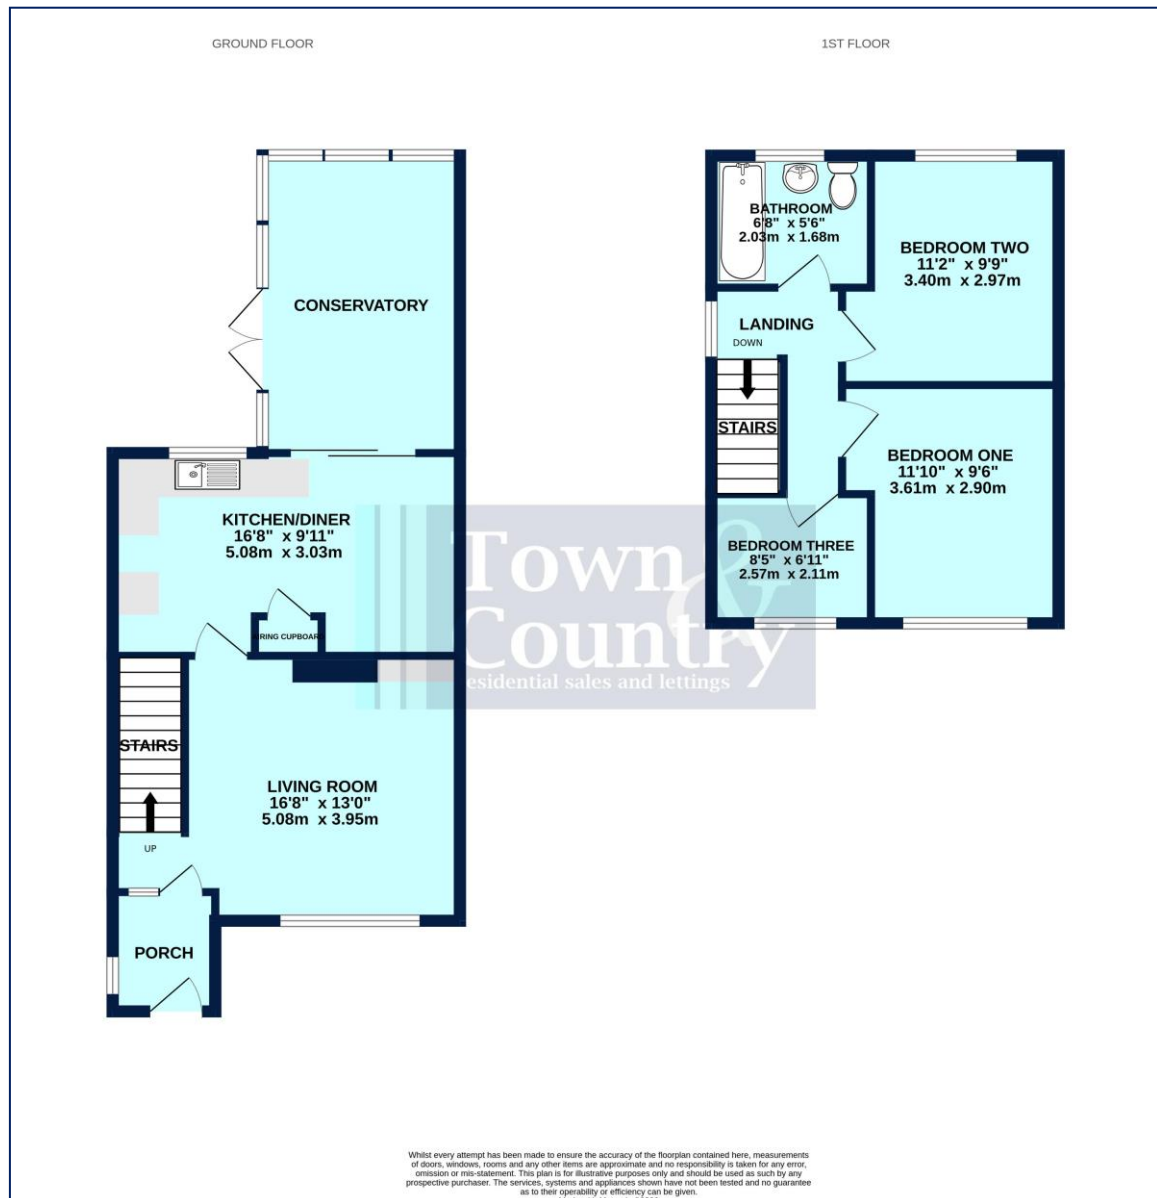 GROUND FLOOR
1ST FLOOR
CONSERVATORY
KITCHEN/DINER
16'8" x 9'11"
5.08m x 3.03m
AIRING CUPBOARD
STAIRS
UP
LIVING ROOM
16'8" x 13'0"
5.08m x 3.95m
PORCH
BATHROOM
6'8" x 5'6"
2.03m x 1.68m
BEDROOM TWO
11'2" x 9'9"
3.40m x 2.97m
LANDING
DOWN
STAIRS
BEDROOM ONE
11'10" x 9'6"
3.61m x 2.90m
BEDROOM THREE
8'5" x 6'11"
2.57m x 2.11m
Town &
Country
residential sales and lettings
Whilst every attempt has been made to ensure the accuracy of the floorplan contained here, measurements
of doors, windows, rooms and any other items are approximate and no responsibility is taken for any error,
omission or mis-statement. This plan is for illustrative purposes only and should be used as such by any
prospective purchaser. The services, systems and appliances shown have not been tested and no guarantee
as to their operability or efficiency can be given.